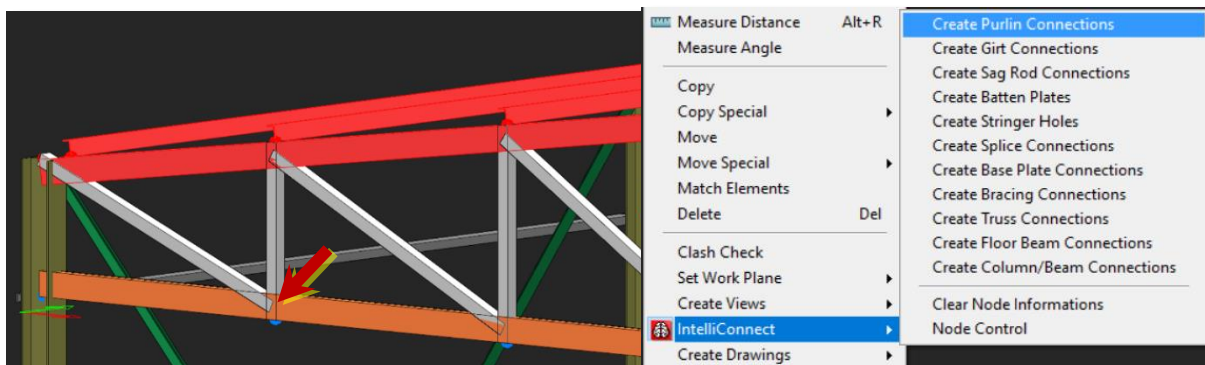 Measure Distance Alt+R
Measure Angle
Copy
Copy Special
Move
Move Special
Match Elements
Delete Del
Clash Check
Set Work Plane
Create Views
IntelliConnect
Create Drawings
Create Purlin Connections
Create Girt Connections
Create Sag Rod Connections
Create Batten Plates
Create Stringer Holes
Create Splice Connections
Create Base Plate Connections
Create Bracing Connections
Create Truss Connections
Create Floor Beam Connections
Create Column/Beam Connections
Clear Node Informations
Node Control